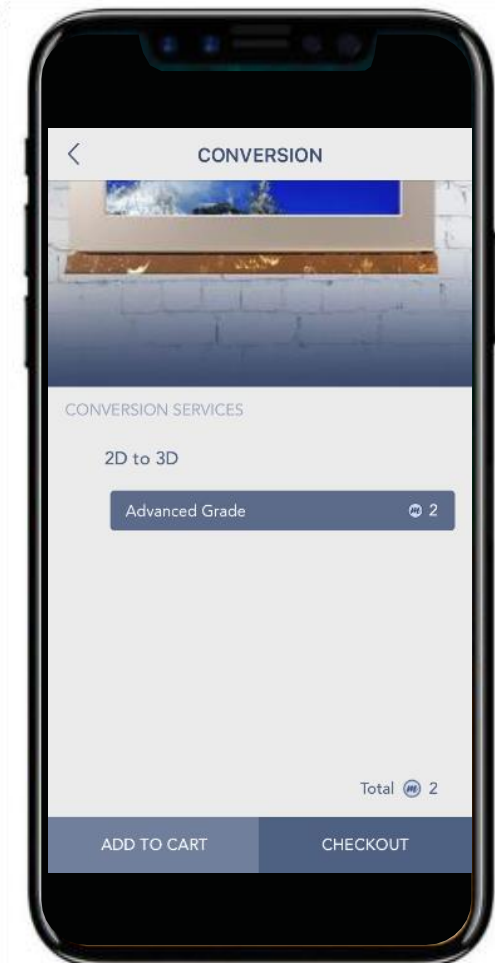 CONVERSION
CONVERSION SERVICES
2D to 3D
Advanced Grade m 2
Total m 2
ADD TO CART CHECKOUT